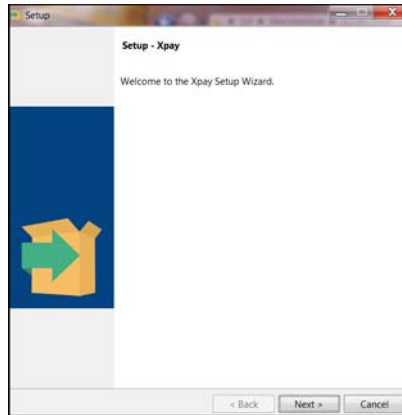 Setup
Setup - Xpay
Welcome to the Xpay Setup Wizard.
< Back
Next >
Cancel